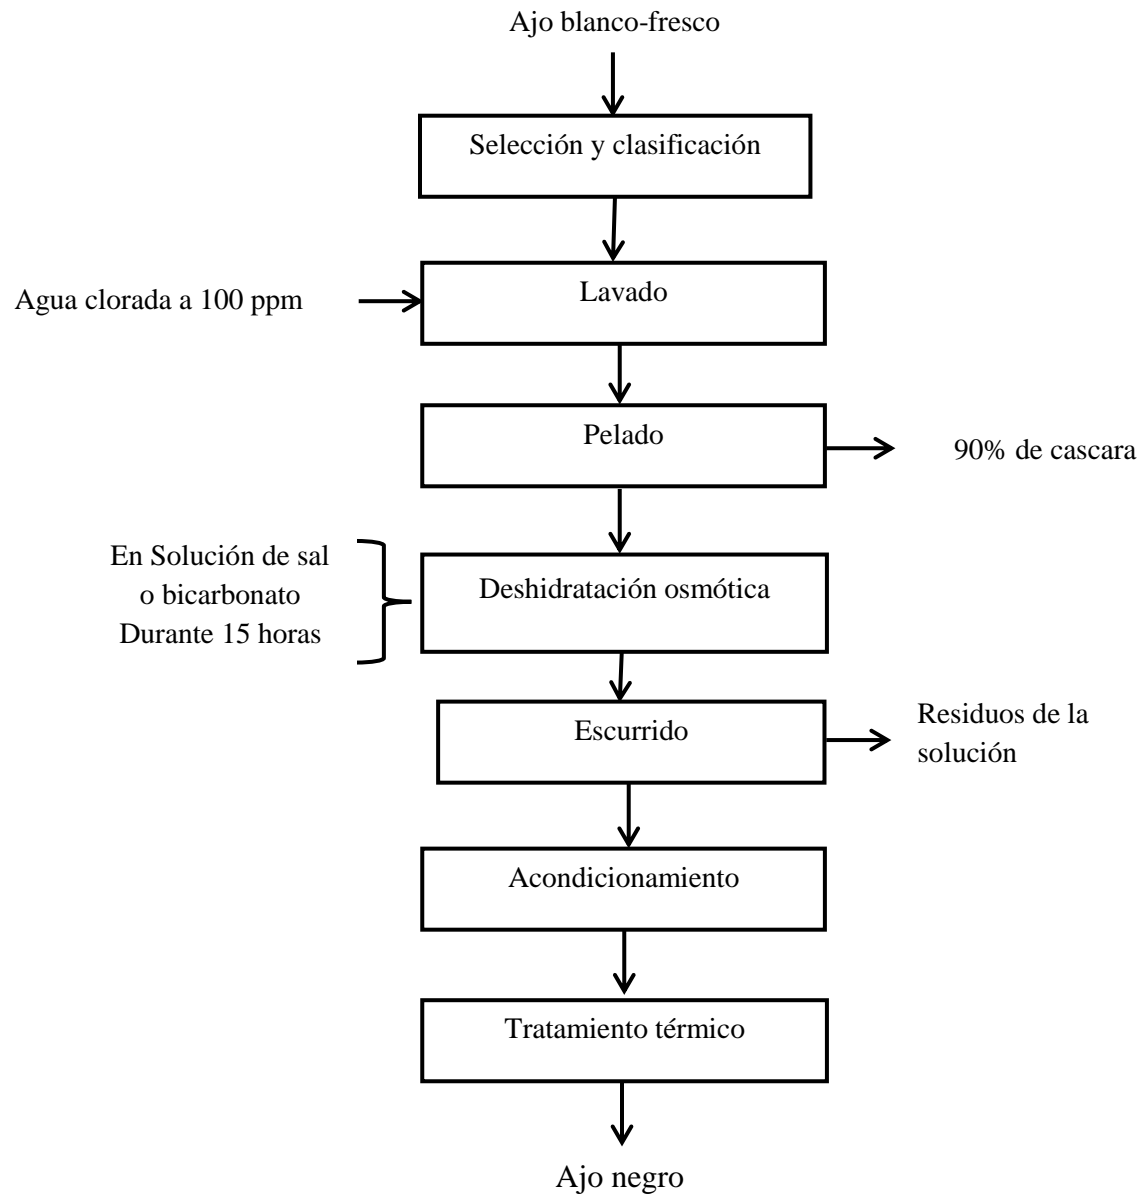 Ajo blanco-fresco
Selección y clasificación
Agua clorada a 100 ppm
Lavado
Pelado
90% de cascara
En Solución de sal
o bicarbonato
Durante 15 horas
Deshidratación osmótica
Escurrido
Residuos de la
solución
Acondicionamiento
Tratamiento térmico
Ajo negro